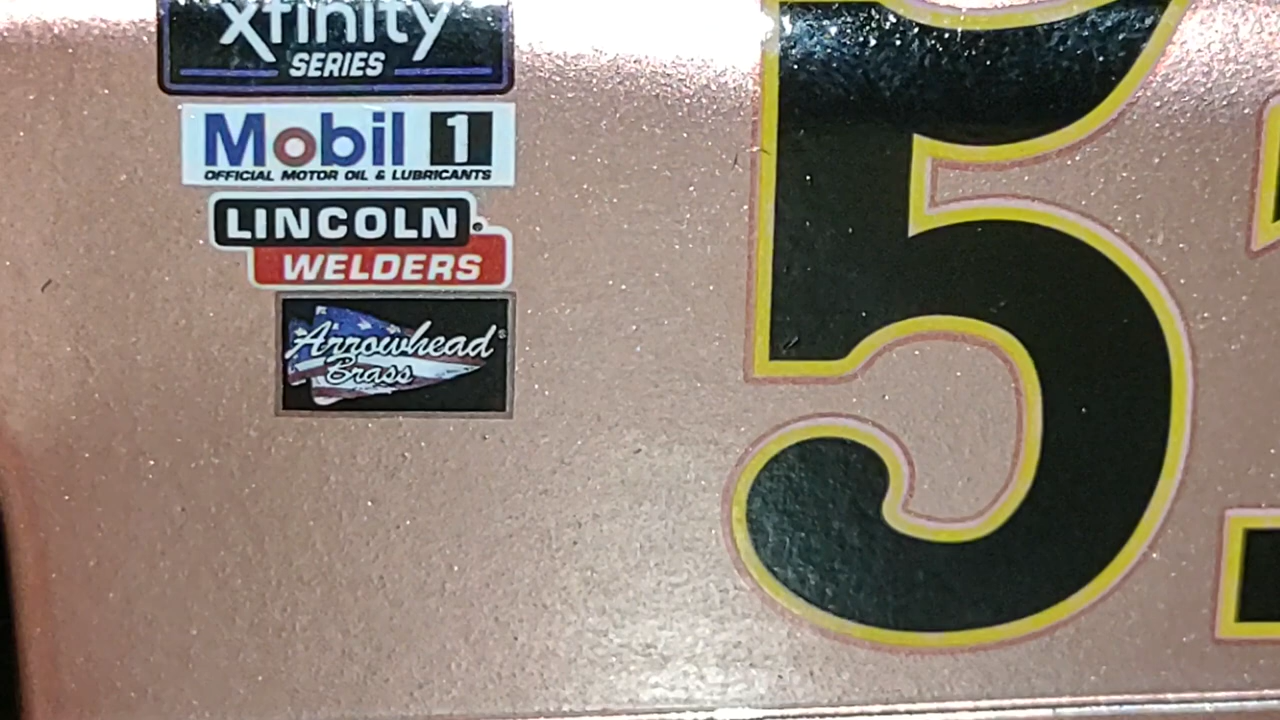 xfinity
SERIES
Mobil 1
OFFICIAL MOTOR OIL & LUBRICANTS
LINCOLN
WELDERS
Arrowhead
Brass
5